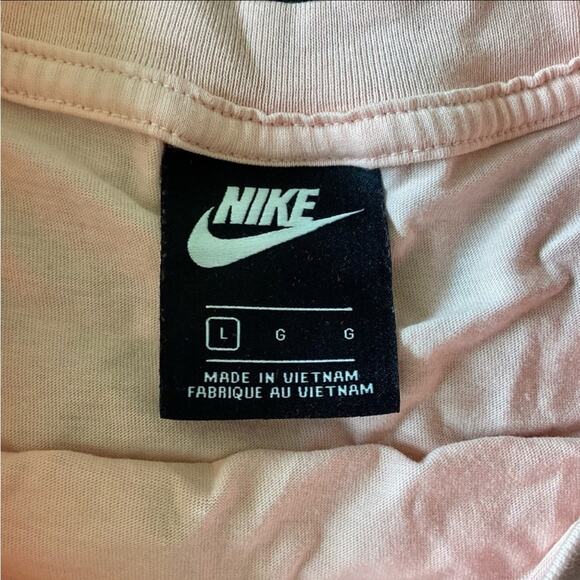 NIKE
L G G
MADE IN VIETNAM
FABRIQUE AU VIETNAM